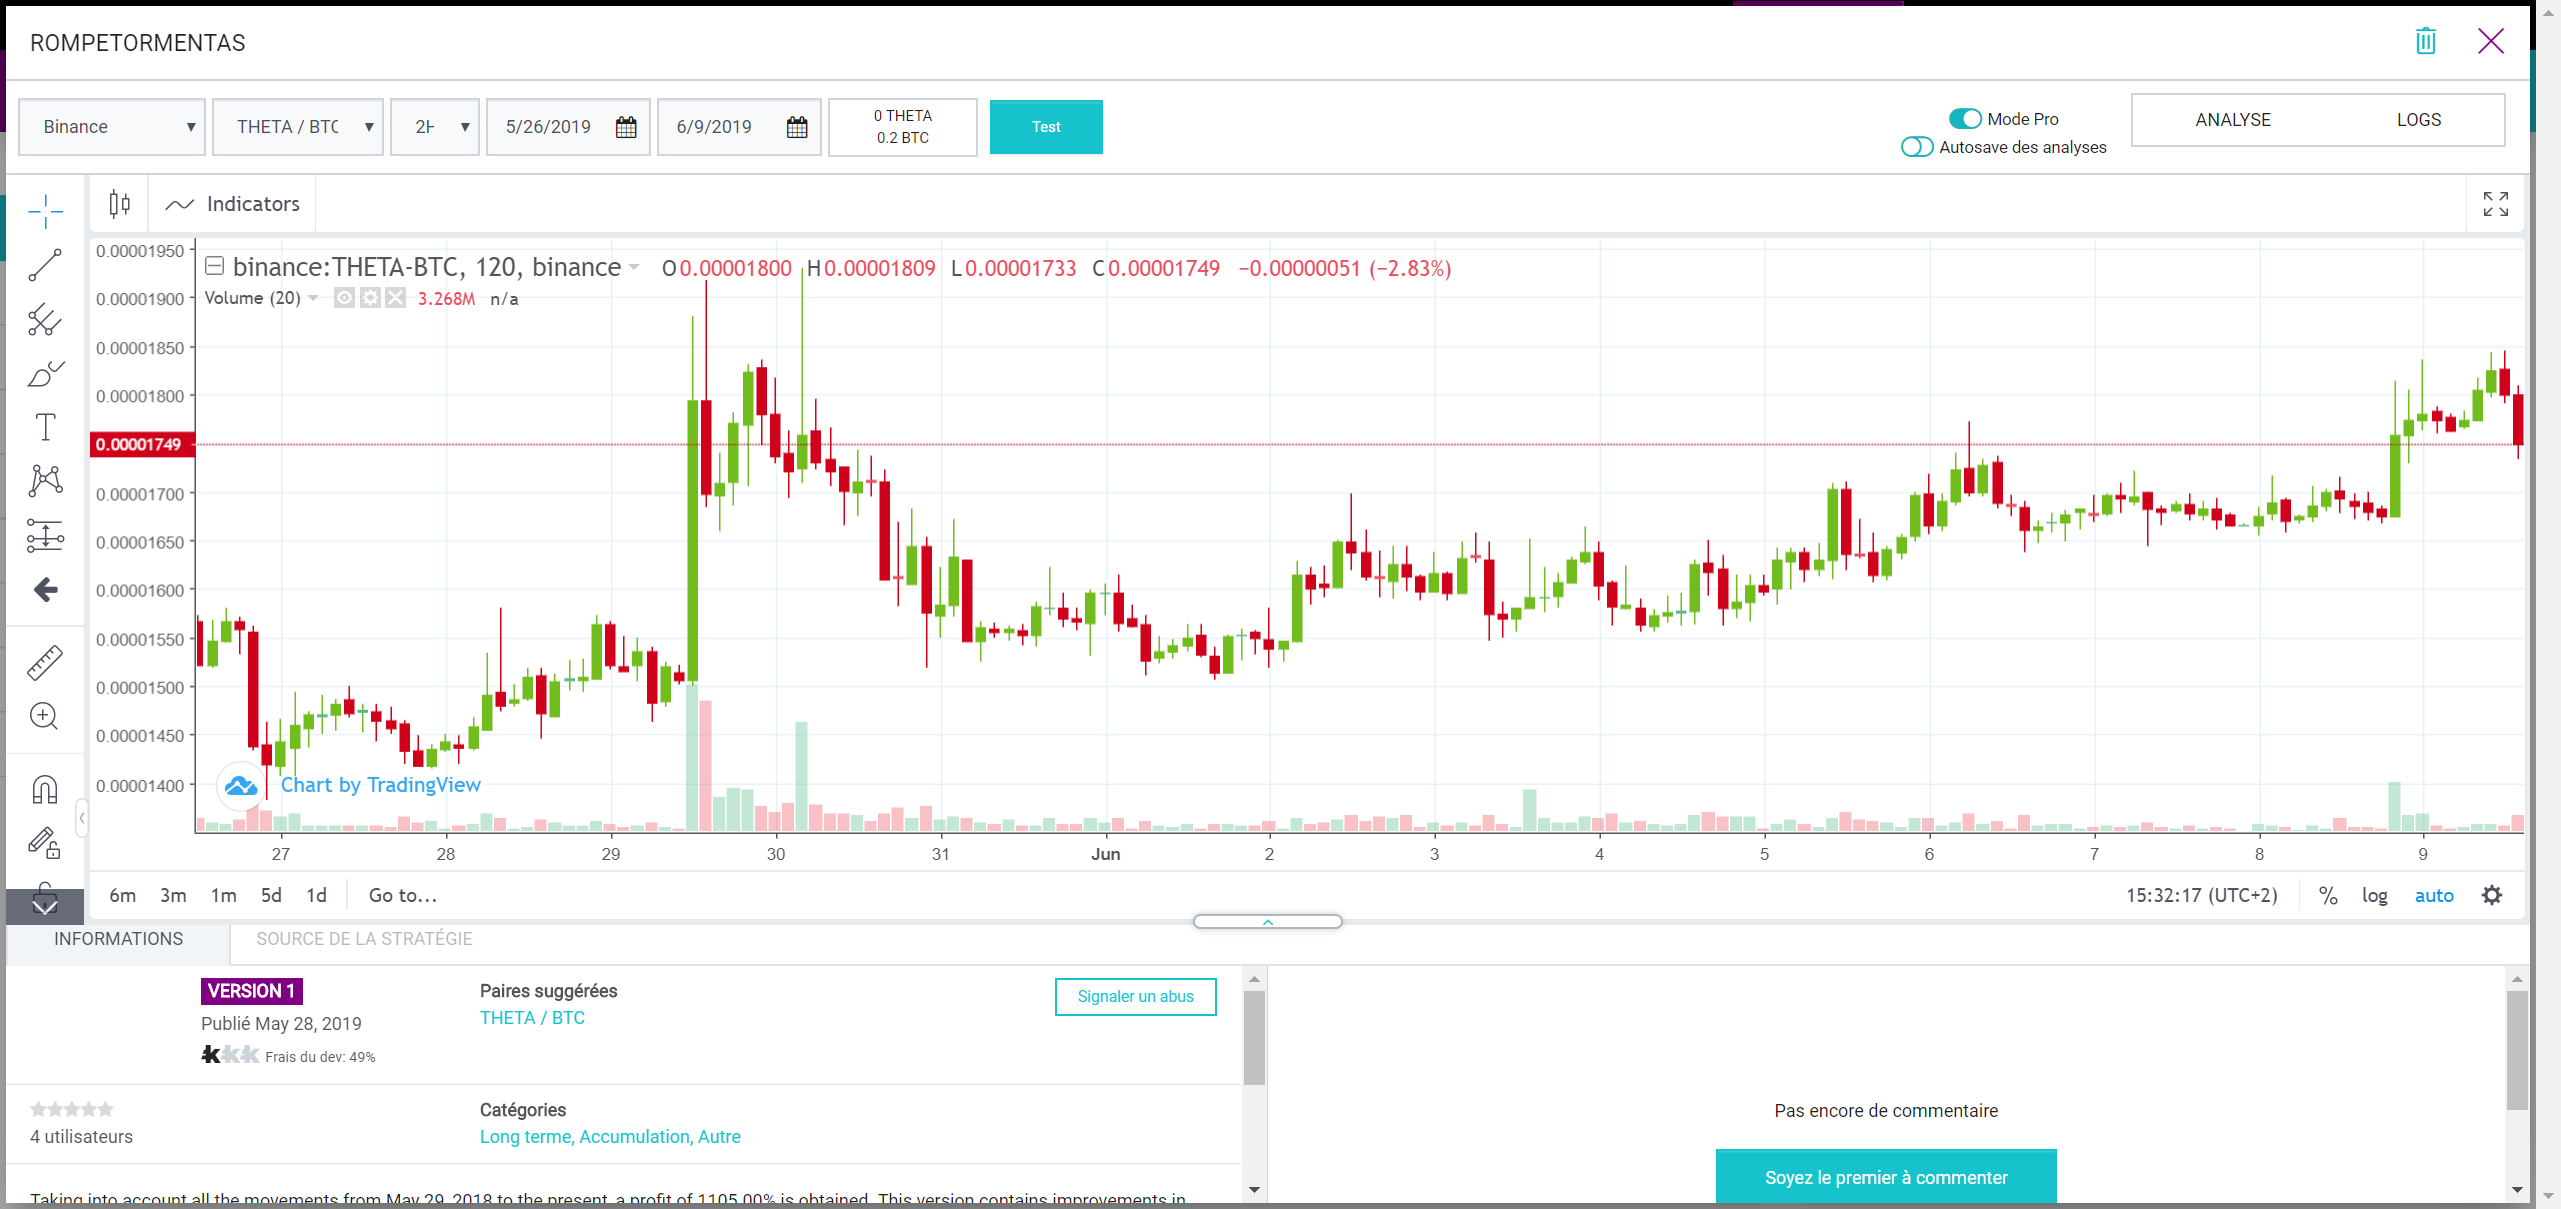 ROMPETORMENTAS
Binance
THETA / BTC
2H
5/26/2019
6/9/2019
0 THETA
0.2 BTC
Test
Mode Pro
Autosave des analyses
ANALYSE
LOGS
Indicators
binance:THETA-BTC, 120, binance O0.00001800 H0.00001809 L0.00001733 C0.00001749 −0.00000051 (−2.83%)
Volume (20) 3.268M n/a
0.00001950
0.00001900
0.00001850
0.00001800
0.00001749
0.00001700
0.00001650
0.00001600
0.00001550
0.00001500
0.00001450
0.00001400
Chart by TradingView
27 28 29 30 31 Jun 2 3 4 5 6 7 8 9
6m 3m 1m 5d 1d Go to...
15:32:17 (UTC+2) % log auto
INFORMATIONS
SOURCE DE LA STRATÉGIE
VERSION 1
Publié May 28, 2019
Frais du dev: 49%
Paires suggérées
THETA / BTC
Signaler un abus
4 utilisateurs
Catégories
Long terme, Accumulation, Autre
Taking into account all the movements from May 29, 2018 to the present, a profit of 1105.00% is obtained. This version contains improvements in
Pas encore de commentaire
Soyez le premier à commenter